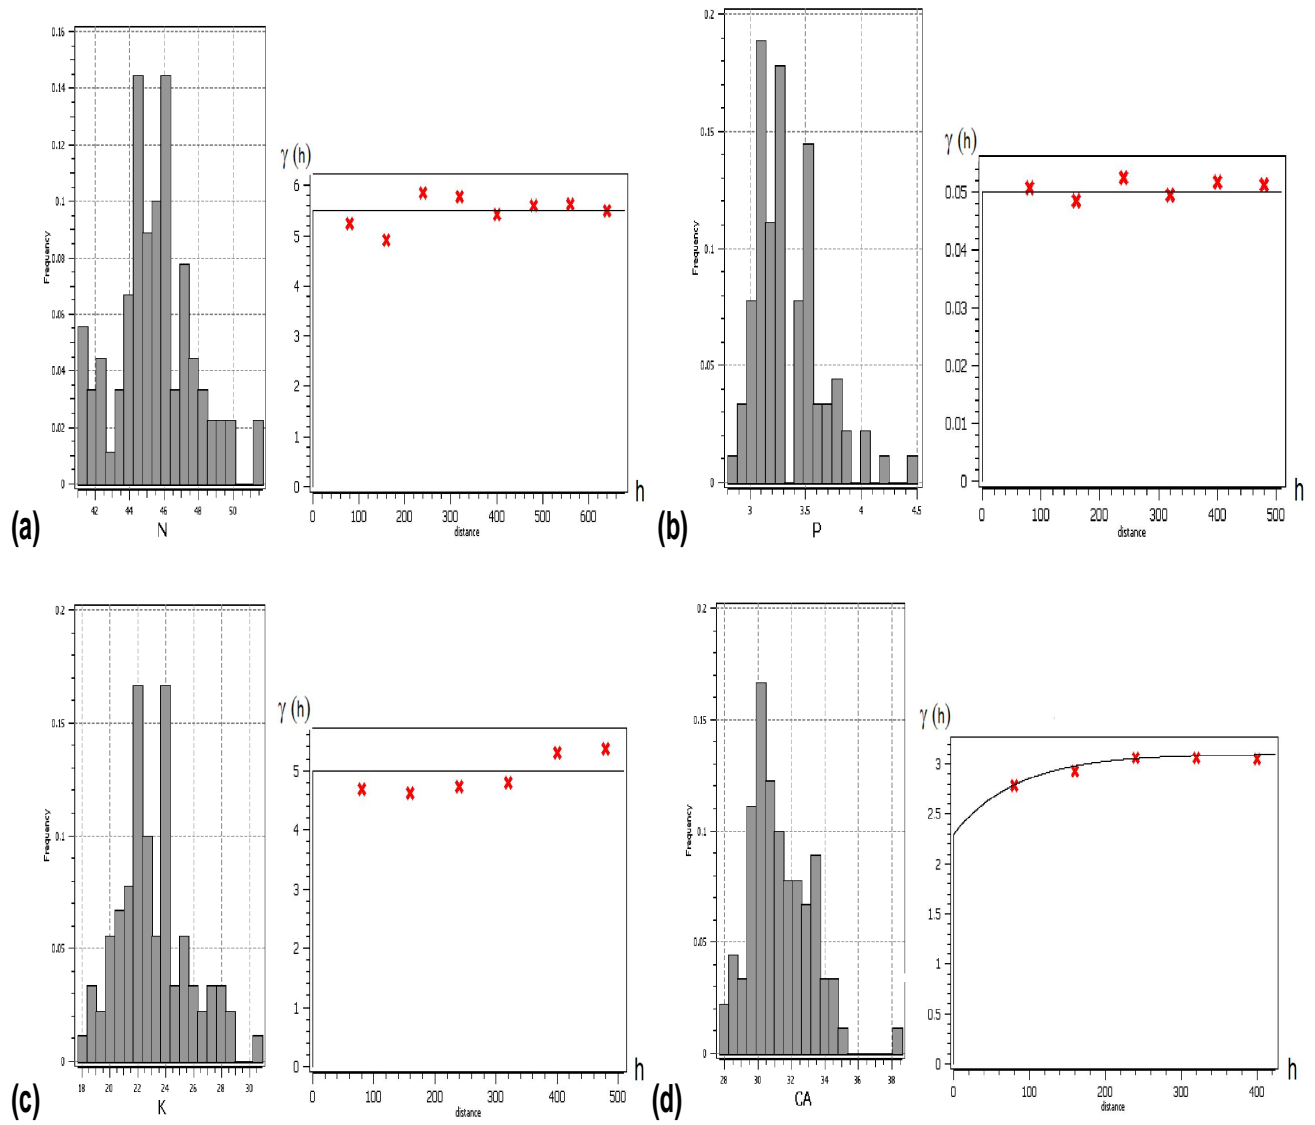 0.16
0.14
0.12
0.1
0.08
0.06
0.04
0.02
0
Frequency
42 44 46 48 50
N
γ (h)
6
5
4
3
2
1
0
0 100 200 300 400 500 600
distance
h
(a)
0.2
0.15
0.1
0.05
0
Frequency
3 3.5 4 4.5
P
γ (h)
0.05
0.04
0.03
0.02
0.01
0
0 100 200 300 400 500
distance
h
(b)
0.2
0.15
0.1
0.05
0
Frequency
18 20 22 24 26 28 30
K
γ (h)
5
4
3
2
1
0
0 100 200 300 400 500
distance
h
(c)
0.2
0.15
0.1
0.05
0
Frequency
28 30 32 34 36 38
CA
γ (h)
3
2.5
2
1.5
1
0.5
0
0 100 200 300 400
distance
h
(d)